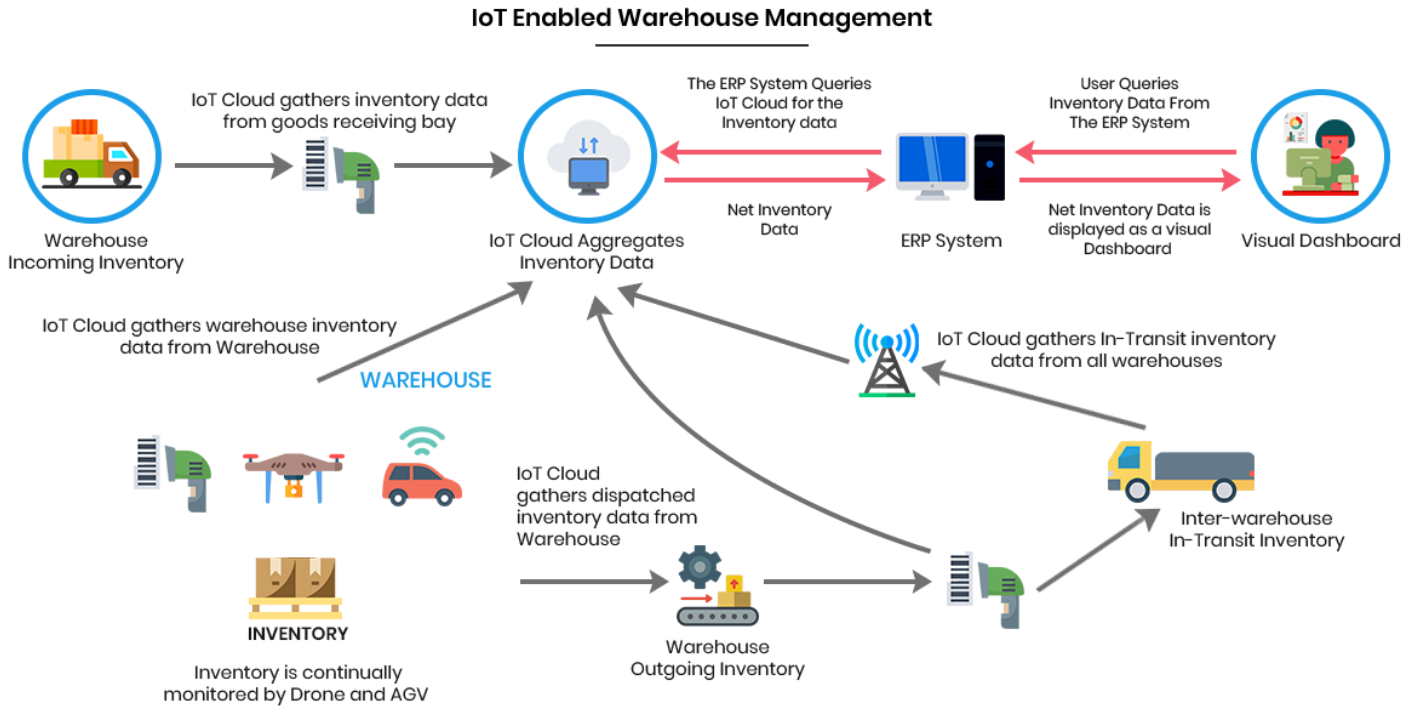 IoT Enabled Warehouse Management
IoT Cloud gathers inventory data
from goods receiving bay
The ERP System Queries
IoT Cloud for the
Inventory data
User Queries
Inventory Data From
The ERP System
Warehouse
Incoming Inventory
IoT Cloud Aggregates
Inventory Data
Net Inventory
Data
ERP System
Net Inventory Data is
displayed as a visual
Dashboard
Visual Dashboard
IoT Cloud gathers warehouse inventory
data from Warehouse
WAREHOUSE
IoT Cloud gathers In-Transit inventory
data from all warehouses
IoT Cloud
gathers dispatched
inventory data from
Warehouse
Inter-warehouse
In-Transit Inventory
INVENTORY
Inventory is continually
monitored by Drone and AGV
Warehouse
Outgoing Inventory